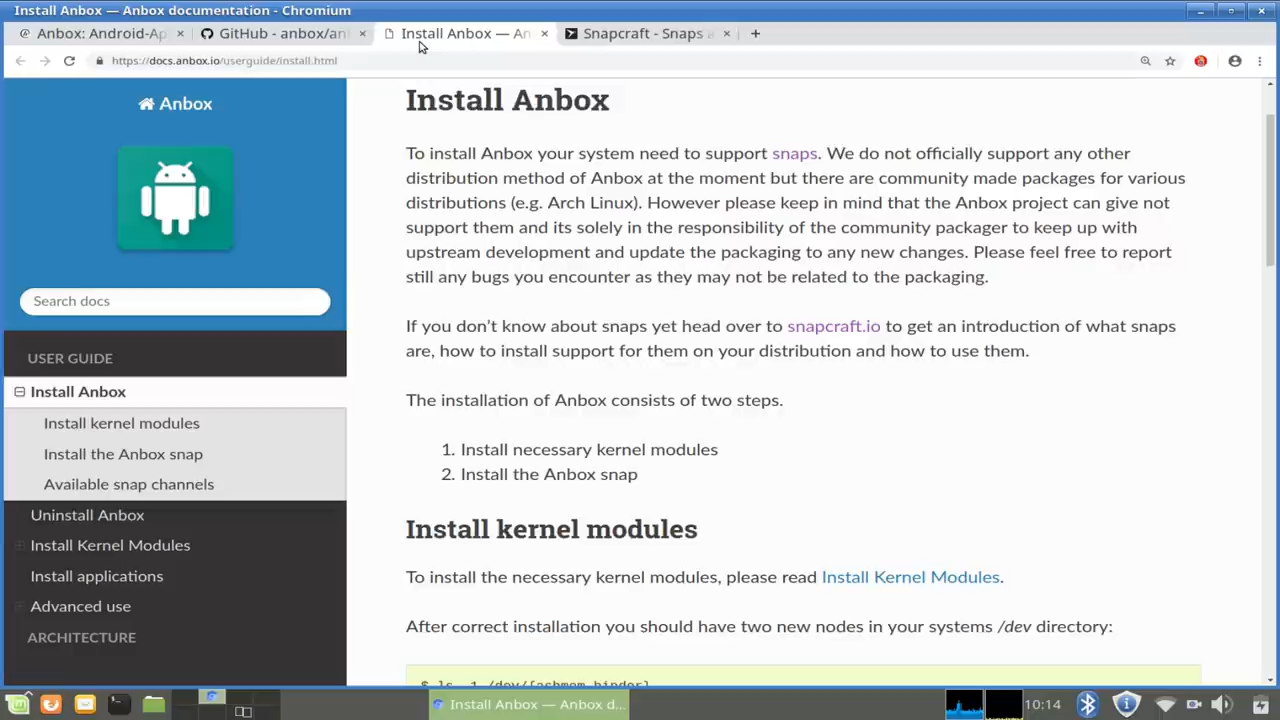 Install Anbox — Anbox documentation - Chromium
Anbox: Android-Ap
GitHub - anbox/an
Install Anbox — An
Snapcraft - Snaps a
https://docs.anbox.io/userguide/install.html
Anbox
Search docs
USER GUIDE
Install Anbox
Install kernel modules
Install the Anbox snap
Available snap channels
Uninstall Anbox
Install Kernel Modules
Install applications
Advanced use
ARCHITECTURE
Install Anbox
To install Anbox your system need to support snaps. We do not officially support any other
distribution method of Anbox at the moment but there are community made packages for various
distributions (e.g. Arch Linux). However please keep in mind that the Anbox project can give not
support them and its solely in the responsibility of the community packager to keep up with
upstream development and update the packaging to any new changes. Please feel free to report
still any bugs you encounter as they may not be related to the packaging.
If you don't know about snaps yet head over to snapcraft.io to get an introduction of what snaps
are, how to install support for them on your distribution and how to use them.
The installation of Anbox consists of two steps.
1. Install necessary kernel modules
2. Install the Anbox snap
Install kernel modules
To install the necessary kernel modules, please read Install Kernel Modules.
After correct installation you should have two new nodes in your systems /dev directory:
$ ls -1 /dev/{ashmem,binder}
Install Anbox — Anbox d...
10:14